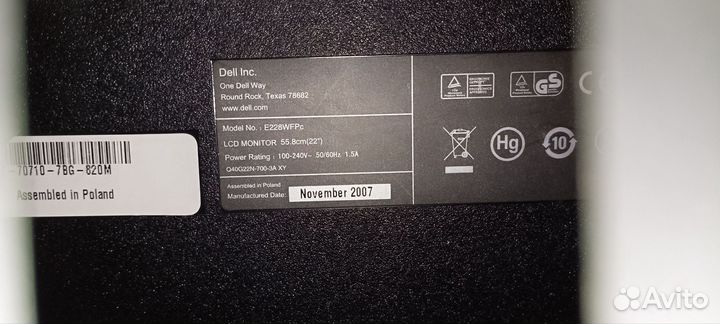 Dell Inc.
One Dell Way
Round Rock, Texas 78682
www.dell.com
Model No. : E228WFPc
LCD MONITOR 55.8cm(22")
Power Rating : 100-240V~ 50/60Hz 1.5A
Q40G22N-700-3A XY
Assembled in Poland
Manufactured Date:
November 2007
GS
Hg
10
-70710-7BG-820M
Assembled in Poland
Avito